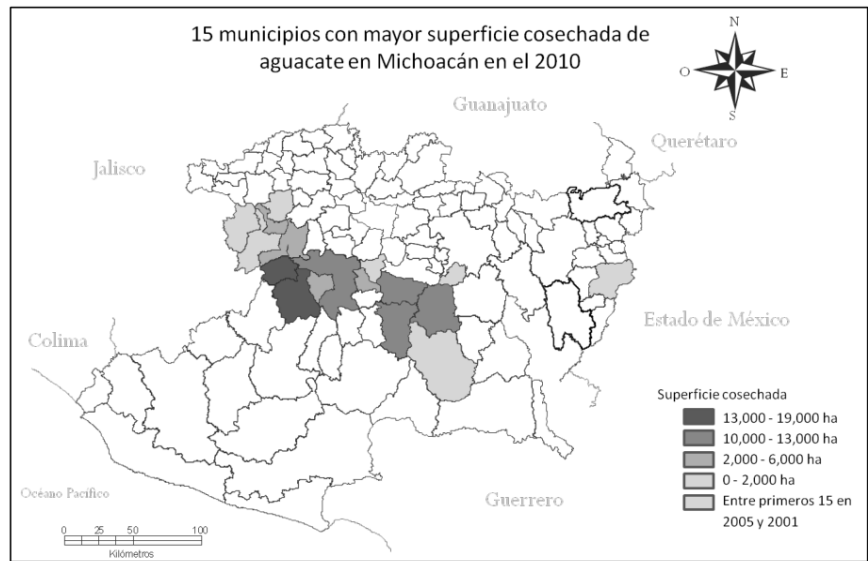 15 municipios con mayor superficie cosechada de
aguacate en Michoacán en el 2010
N
O
E
S
Guanajuato
Querétaro
Jalisco
Estado de México
Colima
Superficie cosechada
13,000 - 19,000 ha
10,000 - 13,000 ha
2,000 - 6,000 ha
0 - 2,000 ha
Entre primeros 15 en
2005 y 2001
Océano Pacífico
Guerrero
0 25 50 100
Kilómetros